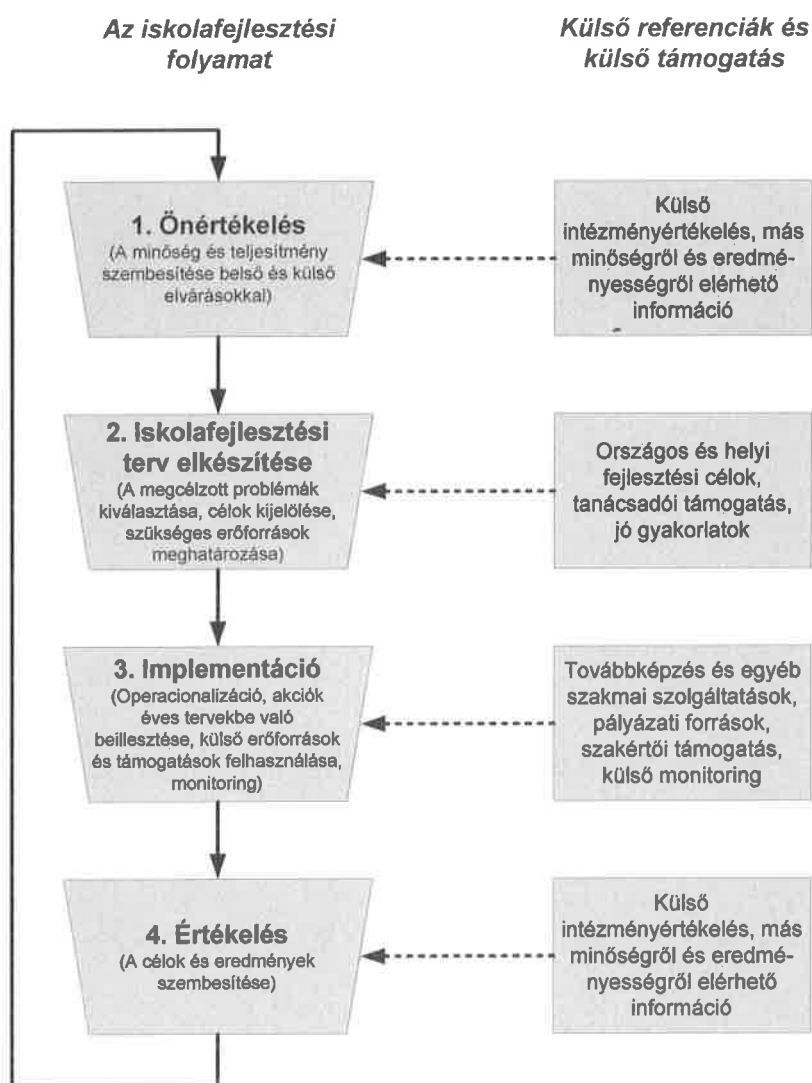 Az iskolafejlesztési
folyamat
Külső referenciák és
külső támogatás
1. Önértékelés
(A minőség és teljesítmény
szembesítése belső és külső
elvárásokkal)
Külső
intézményértékelés, más
minőségről és eredmé-
nyességről elérhető
információ
2. Iskolafejlesztési
terv elkészítése
(A megcélzott problémák
kiválasztása, célok kijelölése,
szükséges erőforrások
meghatározása)
Országos és helyi
fejlesztési célok,
tanácsadói támogatás,
jó gyakorlatok
3. Implementáció
(Operacionalizáció, akciók
éves tervekbe való
beillesztése, külső erőforrások
és támogatások felhasználása,
monitoring)
Továbbképzés és egyéb
szakmai szolgáltatások,
pályázati források,
szakértői támogatás,
külső monitoring
4. Értékelés
(A célok és eredmények
szembesítése)
Külső
intézményértékelés, más
minőségről és eredmé-
nyességről elérhető
információ